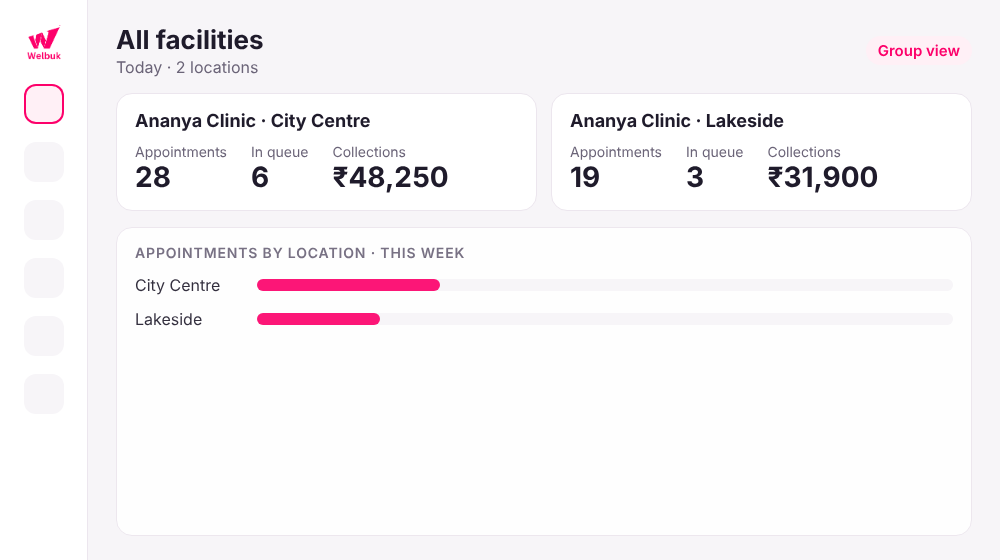 Welbuk
All facilities
Today · 2 locations
Group view
Ananya Clinic · City Centre
Appointments In queue Collections
28 6 ₹48,250
Ananya Clinic · Lakeside
Appointments In queue Collections
19 3 ₹31,900
APPOINTMENTS BY LOCATION · THIS WEEK
City Centre
Lakeside